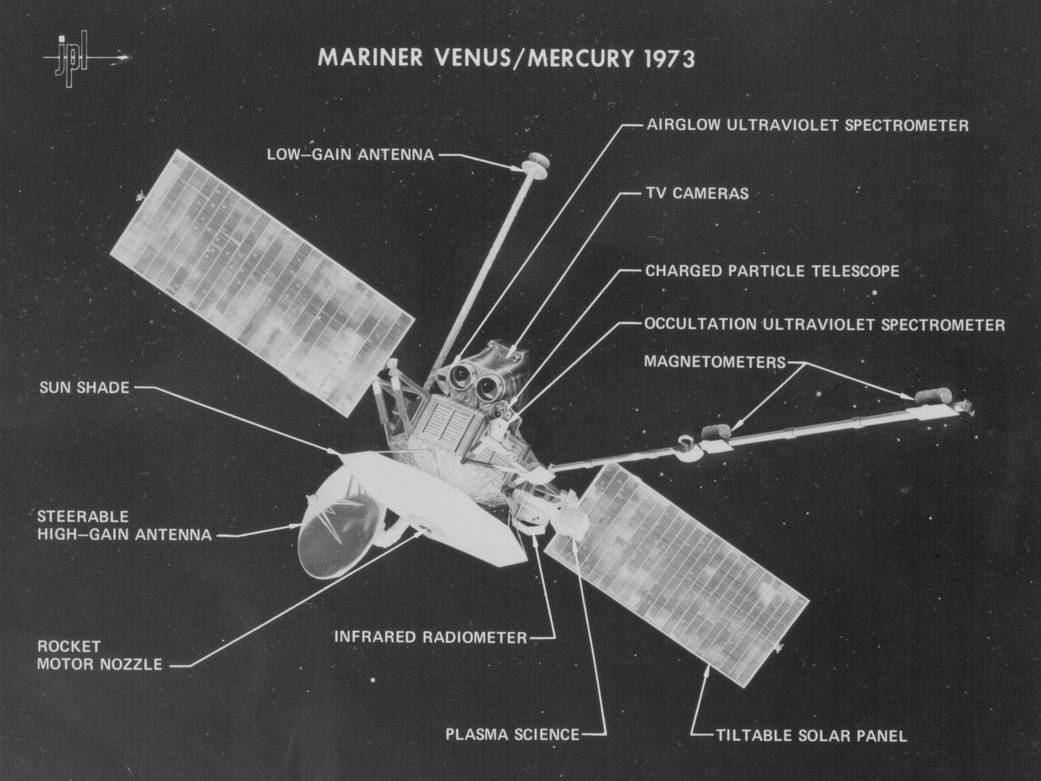 jpl
MARINER VENUS/MERCURY 1973
AIRGLOW ULTRAVIOLET SPECTROMETER
LOW–GAIN ANTENNA
TV CAMERAS
CHARGED PARTICLE TELESCOPE
OCCULTATION ULTRAVIOLET SPECTROMETER
MAGNETOMETERS
SUN SHADE
STEERABLE
HIGH–GAIN ANTENNA
INFRARED RADIOMETER
ROCKET
MOTOR NOZZLE
PLASMA SCIENCE
TILTABLE SOLAR PANEL